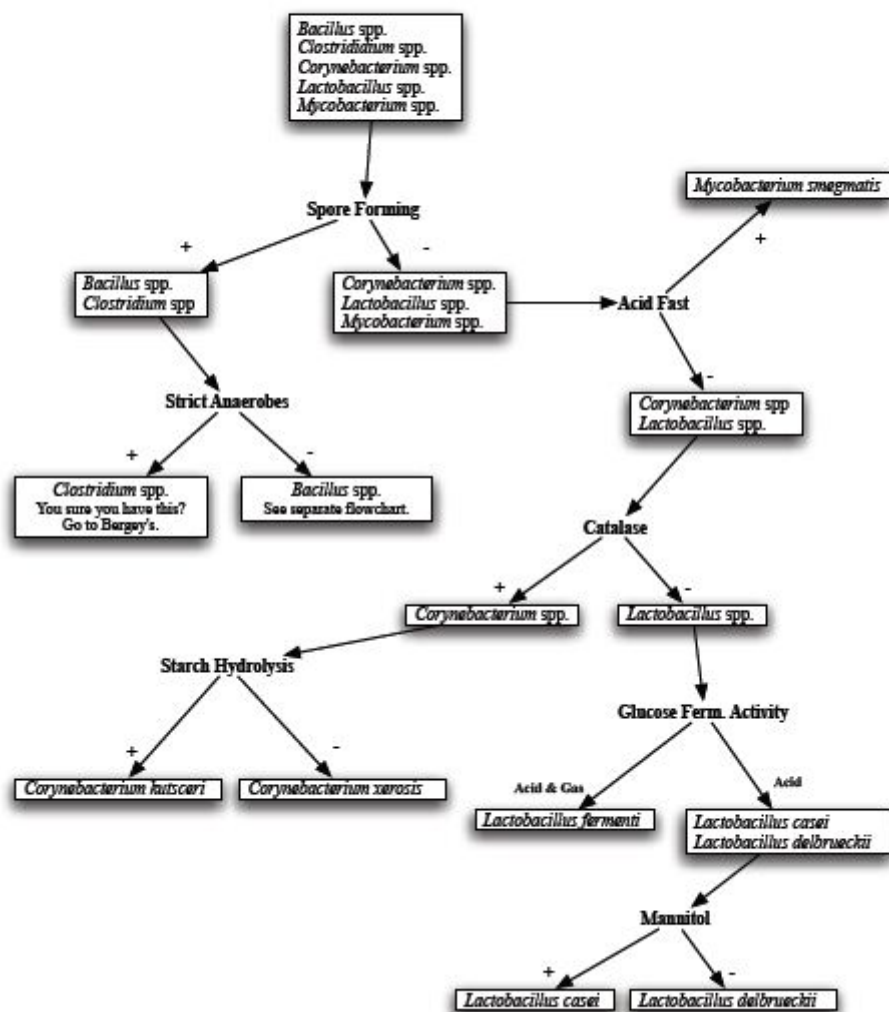 Bacillus spp.
Clostrididium spp.
Corynebacterium spp.
Lactobacillus spp.
Mycobacterium spp.
Mycobacterium smegmatis
Spore Forming
+
-
+
Bacillus spp.
Clostridium spp
Corynebacterium spp.
Lactobacillus spp.
Mycobacterium spp.
Acid Fast
-
Strict Anaerobes
Corynebacterium spp
Lactobacillus spp.
+
-
Clostridium spp.
You sure you have this?
Go to Bergey's.
Bacillus spp.
See separate flowchart.
Catalase
+
-
Corynebacterium spp.
Lactobacillus spp.
Starch Hydrolysis
Glucose Ferm. Activity
+
-
Corynebacterium kutsceri
Corynebacterium xerosis
Acid & Gas
Acid
Lactobacillus fermenti
Lactobacillus casei
Lactobacillus delbrueckii
Mannitol
+
-
Lactobacillus casei
Lactobacillus delbrueckii